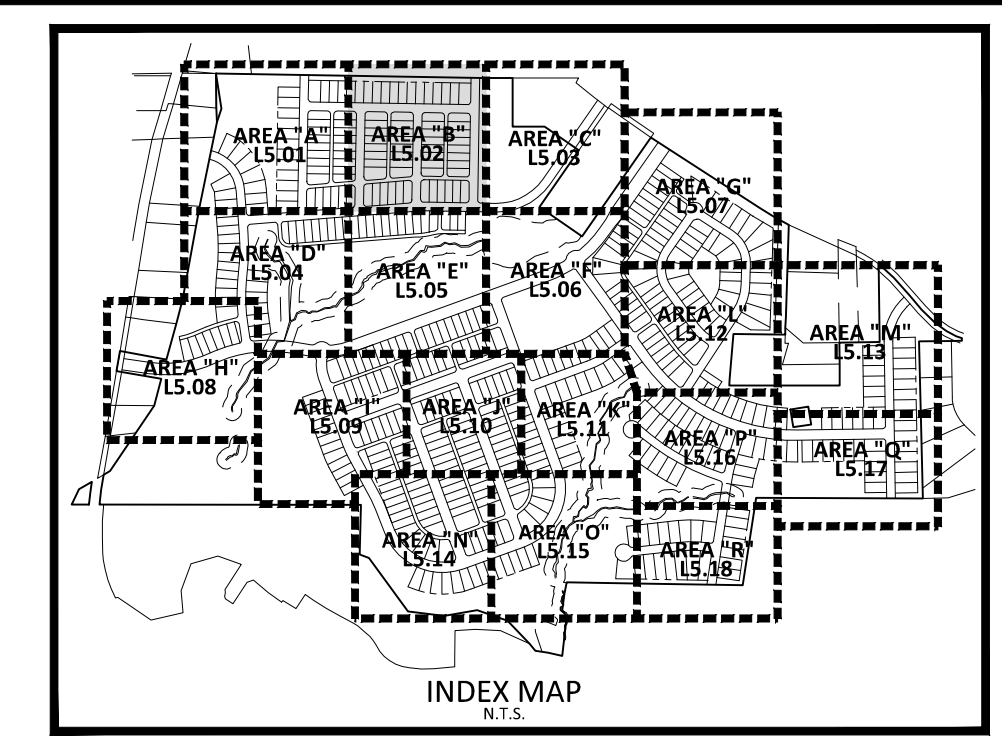 AREA "A"
L5.01
AREA "B"
L5.02
AREA "C"
L5.03
AREA "G"
L5.07
AREA "D"
L5.04
AREA "E"
L5.05
AREA "F"
L5.06
AREA "L"
L5.12
AREA "M"
L5.13
AREA "H"
L5.08
AREA "I"
L5.09
AREA "J"
L5.10
AREA "K"
L5.11
AREA "P"
L5.16
AREA "Q"
L5.17
AREA "N"
L5.14
AREA "O"
L5.15
AREA "R"
L5.18
INDEX MAP
N.T.S.